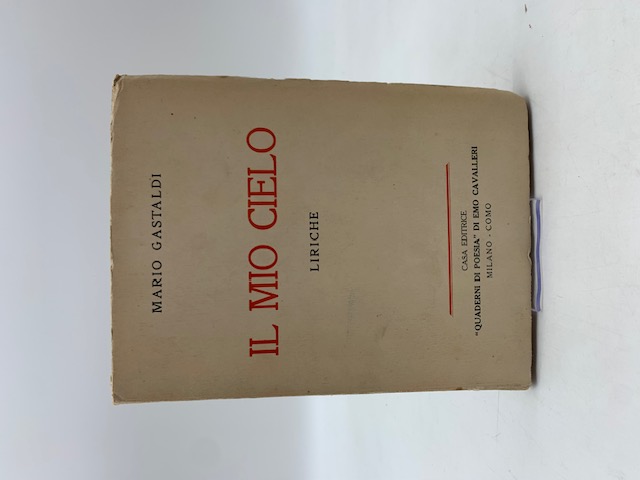 MARIO GASTALDI
IL MIO CIELO
LIRICHE
CASA EDITRICE
"QUADERNI DI POESIA" DI EMO CAVALLERI
MILANO - COMO